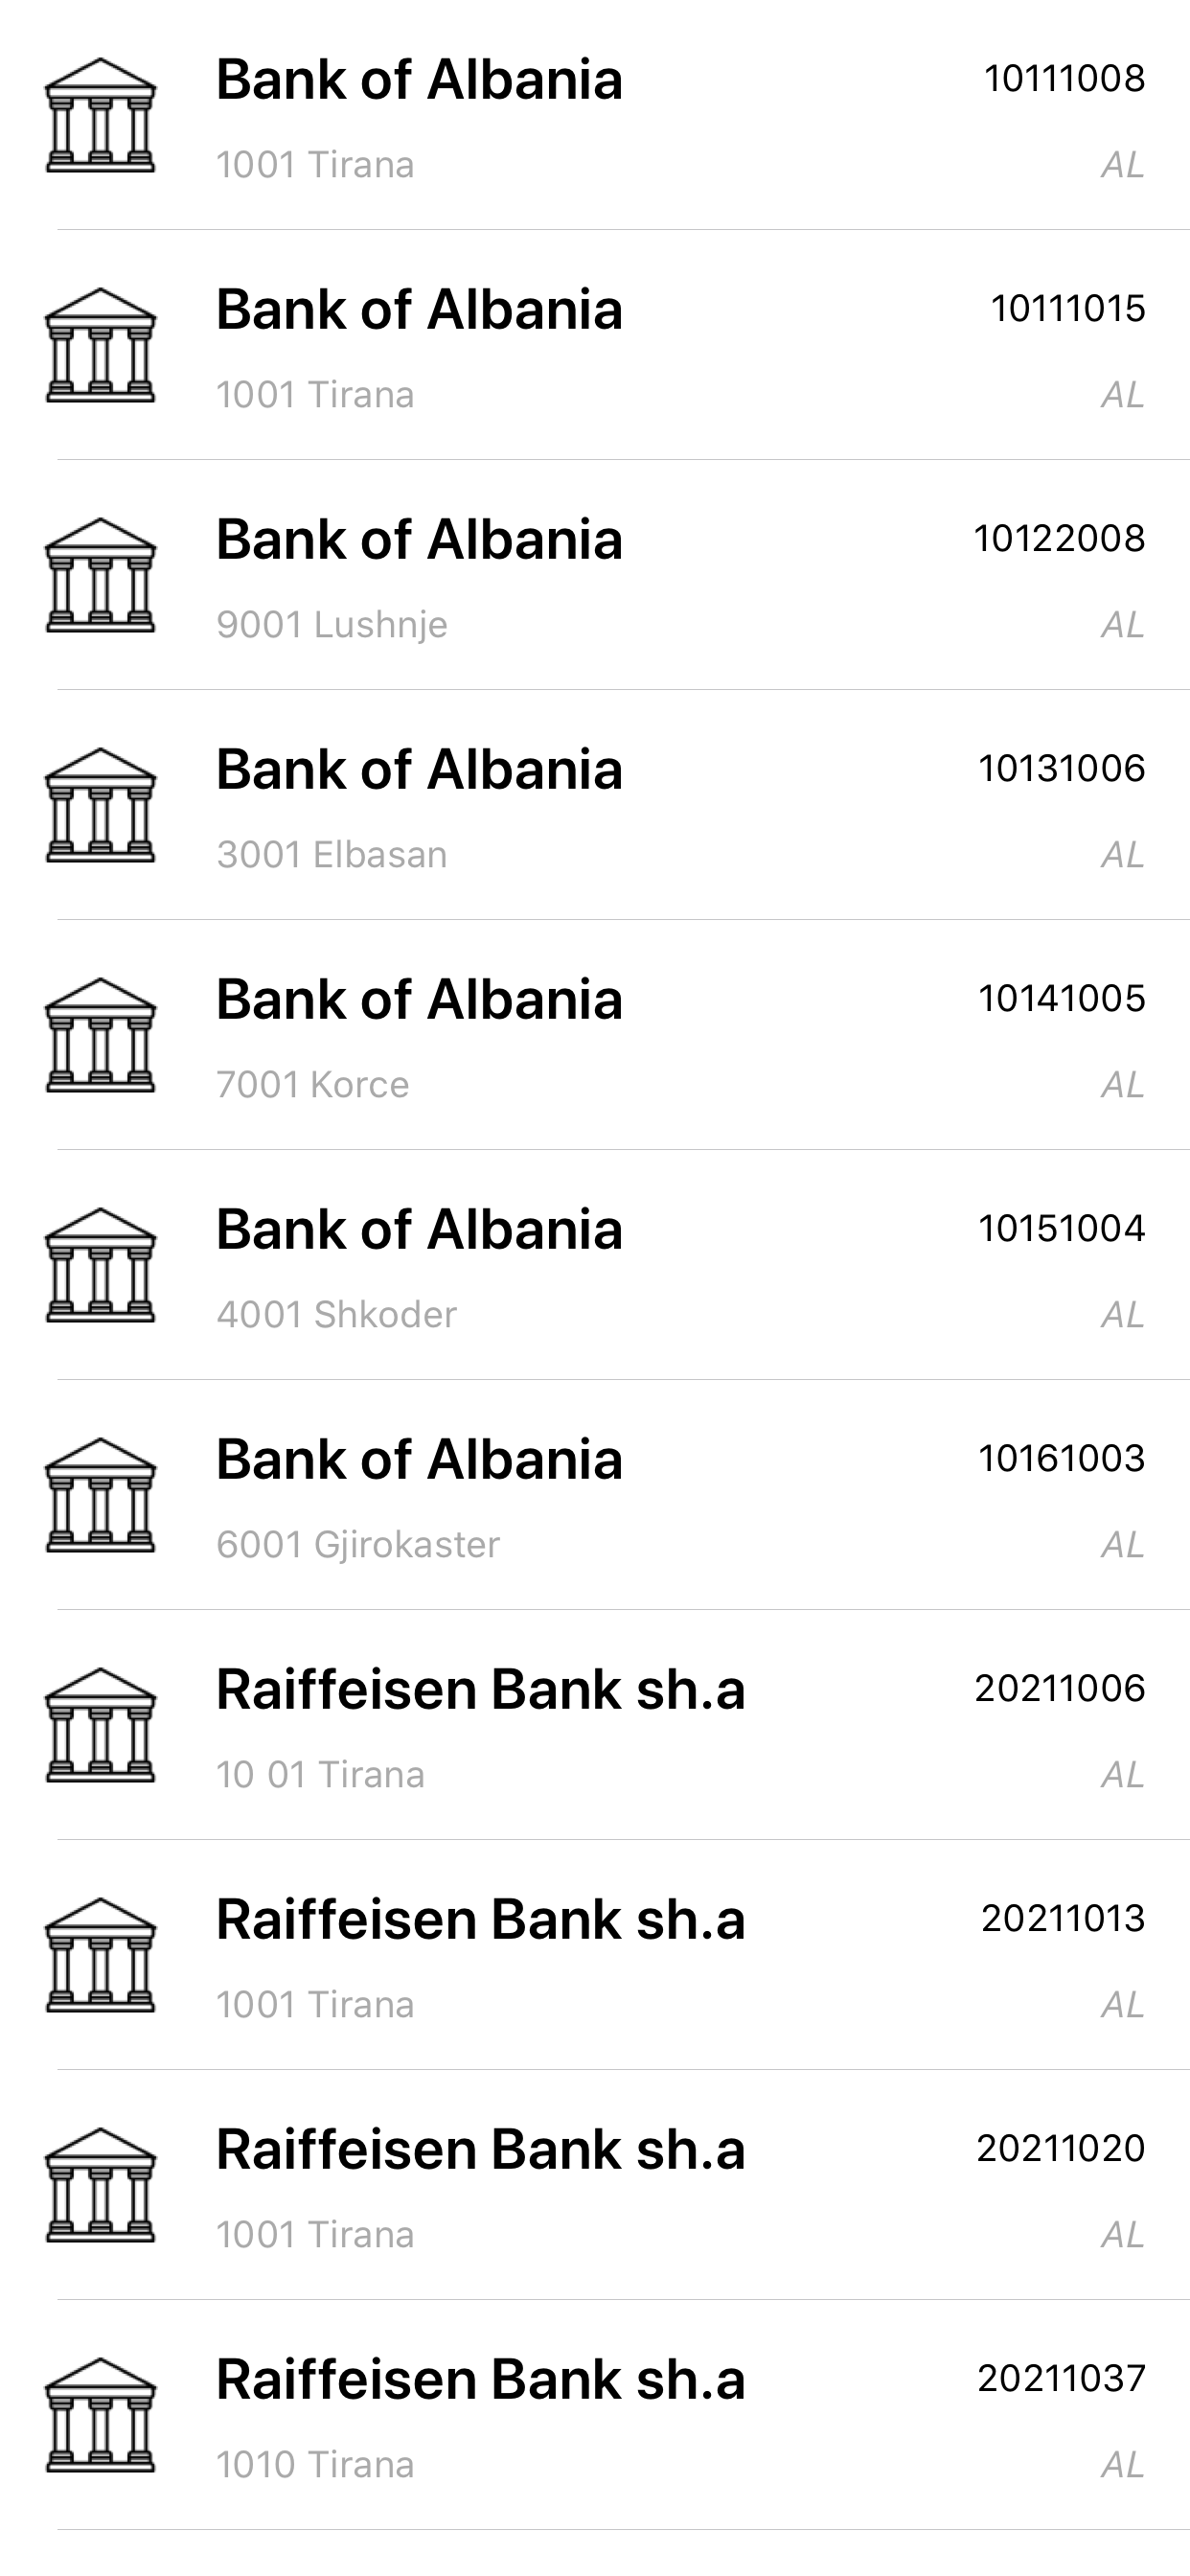 Bank of Albania 10111008
1001 Tirana AL
Bank of Albania 10111015
1001 Tirana AL
Bank of Albania 10122008
9001 Lushnje AL
Bank of Albania 10131006
3001 Elbasan AL
Bank of Albania 10141005
7001 Korce AL
Bank of Albania 10151004
4001 Shkoder AL
Bank of Albania 10161003
6001 Gjirokaster AL
Raiffeisen Bank sh.a 20211006
10 01 Tirana AL
Raiffeisen Bank sh.a 20211013
1001 Tirana AL
Raiffeisen Bank sh.a 20211020
1001 Tirana AL
Raiffeisen Bank sh.a 20211037
1010 Tirana AL